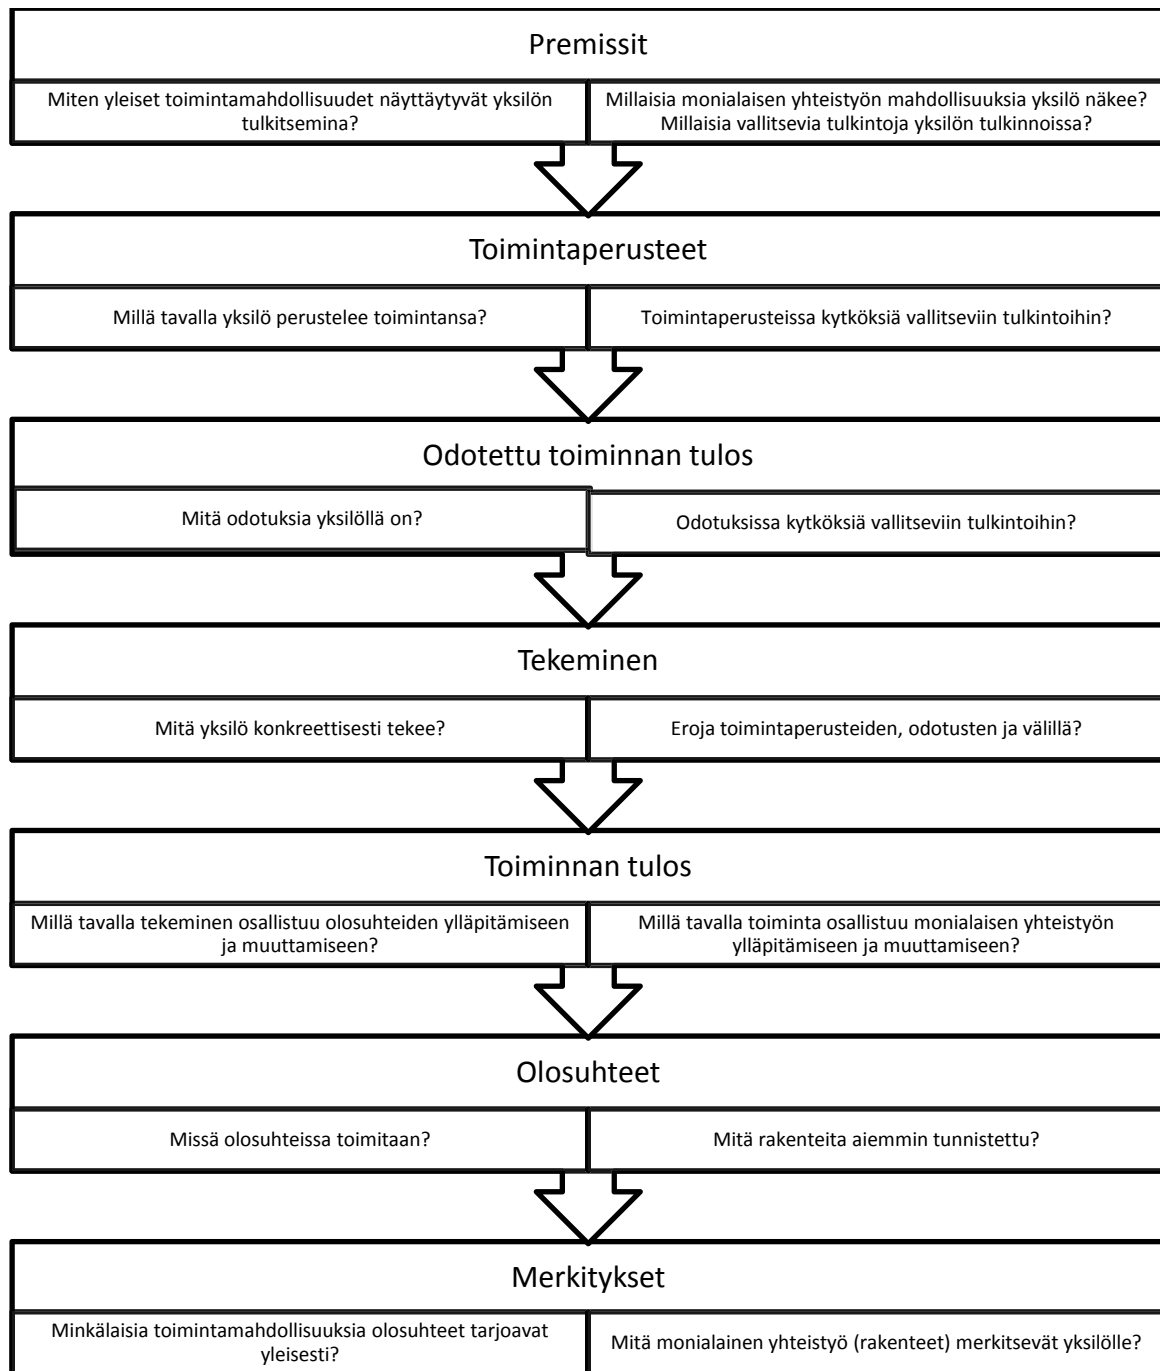 Premissit
Miten yleiset toimintamahdollisuudet näyttäytyvät yksilön
tulkitsemina?
Millaisia monialaisen yhteistyön mahdollisuuksia yksilö näkee?
Millaisia vallitsevia tulkintoja yksilön tulkinnoissa?
Toimintaperusteet
Millä tavalla yksilö perustelee toimintansa?
Toimintaperusteissa kytköksiä vallitseviin tulkintoihin?
Odotettu toiminnan tulos
Mitä odotuksia yksilöllä on?
Odotuksissa kytköksiä vallitseviin tulkintoihin?
Tekeminen
Mitä yksilö konkreettisesti tekee?
Eroja toimintaperusteiden, odotusten ja välillä?
Toiminnan tulos
Millä tavalla tekeminen osallistuu olosuhteiden ylläpitämiseen
ja muuttamiseen?
Millä tavalla toiminta osallistuu monialaisen yhteistyön
ylläpitämiseen ja muuttamiseen?
Olosuhteet
Missä olosuhteissa toimitaan?
Mitä rakenteita aiemmin tunnistettu?
Merkitykset
Minkälaisia toimintamahdollisuuksia olosuhteet tarjoavat
yleisesti?
Mitä monialainen yhteistyö (rakenteet) merkitsevät yksilölle?